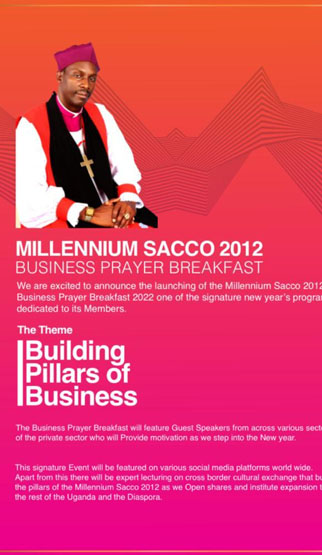 MILLENNIUM SACCO 2012
BUSINESS PRAYER BREAKFAST
We are excited to announce the launching of the Millennium Sacco 2012
Business Prayer Breakfast 2022 one of the signature new year's
dedicated to its Members.
The Theme
Building
Pillars of
Business
The Business Prayer Breakfast will feature Guest Speakers from across various
of the private sector who will Provide motivation as we step into the New year.
This signature Event will be featured on various social media platforms world wide.
Apart from this there will be expert lecturing on cross border cultural exchange that
the pillars of the Millennium Sacco 2012 as we Open shares and institute expansion
the rest of the Uganda and the Diaspora.